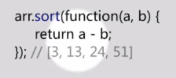 arr.sort(function(a, b) {
return a - b;
}); // [3, 13, 24, 51]